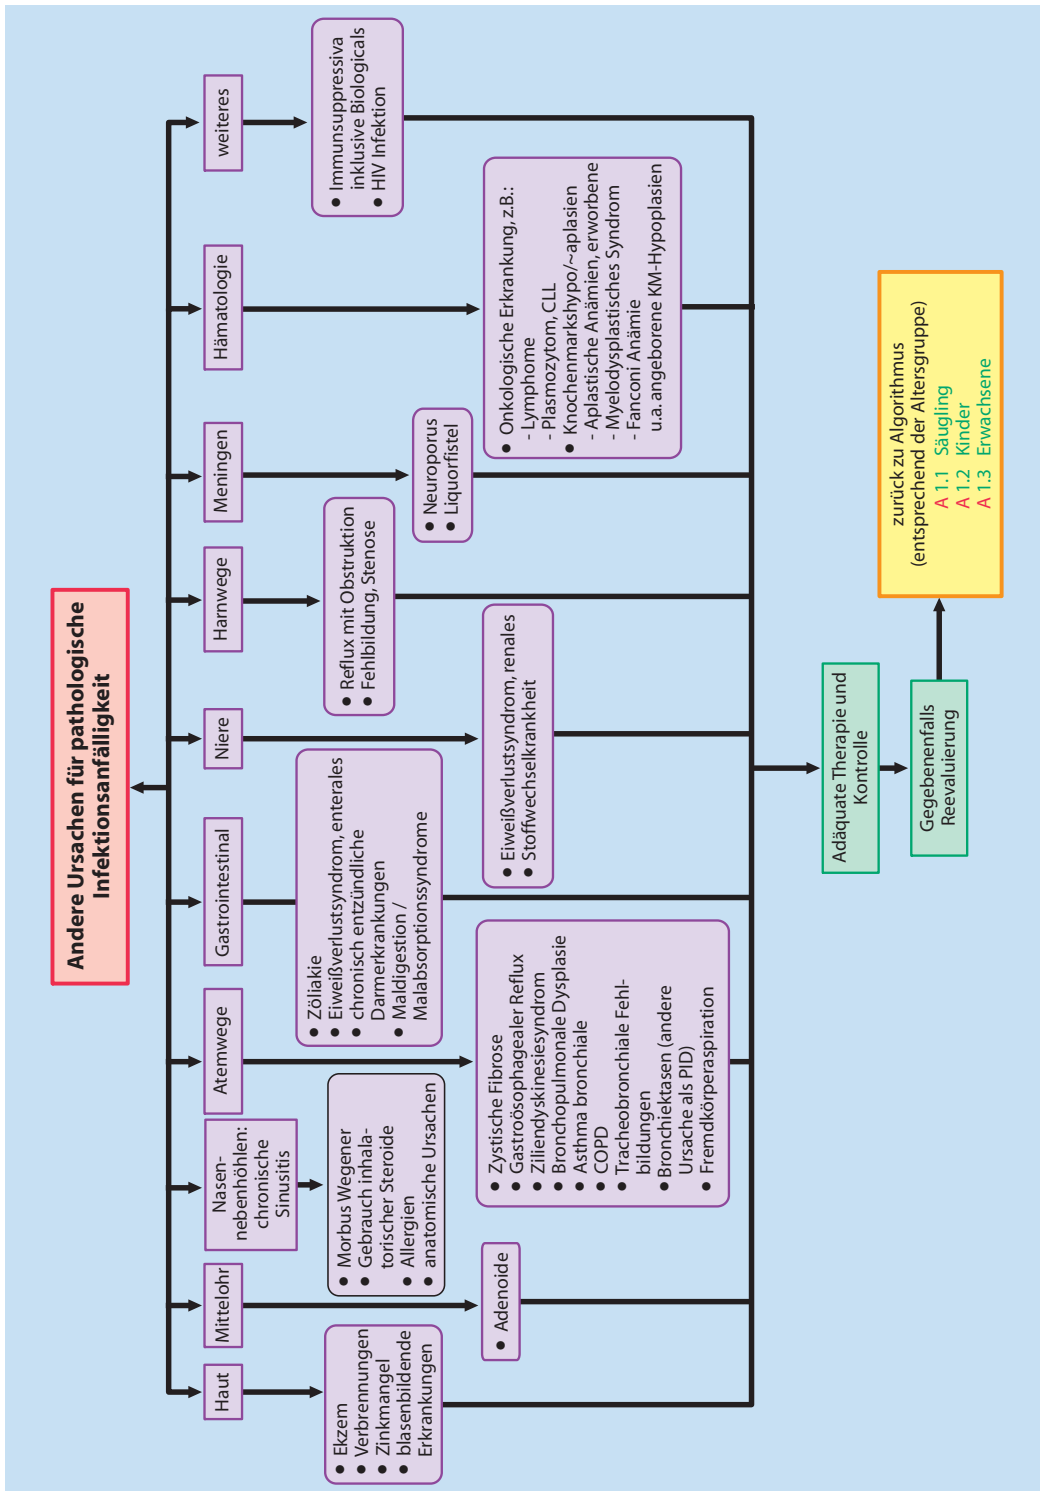 Andere Ursachen für pathologische
Infektionsanfälligkeit
Haut
Mittelohr
Nasen-
nebenhöhlen:
chronische
Sinusitis
Atemwege
Gastrointestinal
Niere
Harnwege
Meningen
Hämatologie
weiteres
• Ekzem
• Verbrennungen
• Zinkmangel
• blasenbildende
Erkrankungen
• Adenoide
• Morbus Wegener
• Gebrauch inhala-
torischer Steroide
• Allergien
• anatomische Ursachen
• Zystische Fibrose
• Gastroösophagealer Reflux
• Ziliendyskinesiesyndrom
• Bronchopulmonale Dysplasie
• Asthma bronchiale
• COPD
• Tracheobronchiale Fehl-
bildungen
• Bronchiektasen (andere
Ursache als PID)
• Fremdkörperaspiration
• Zöliakie
• Eiweißverlustsyndrom, enterales
• chronisch entzündliche
Darmerkrankungen
• Maldigestion /
Malabsorptionssyndrome
• Eiweißverlustsyndrom, renales
• Stoffwechselkrankheit
• Reflux mit Obstruktion
• Fehlbildung, Stenose
• Neuroporus
• Liquorfistel
• Onkologische Erkrankung, z.B.:
- Lymphome
- Plasmozytom, CLL
• Knochenmarkshypo/~aplasien
- Aplastische Anämien, erworbene
- Myelodysplastisches Syndrom
- Fanconi Anämie
u.a. angeborene KM-Hypoplasien
• Immunsuppressiva
inklusive Biologicals
• HIV Infektion
Adäquate Therapie und
Kontrolle
Gegebenenfalls
Reevaluierung
zurück zu Algorithmus
(entsprechend der Altersgruppe)
A 1.1 Säugling
A 1.2 Kinder
A 1.3 Erwachsene